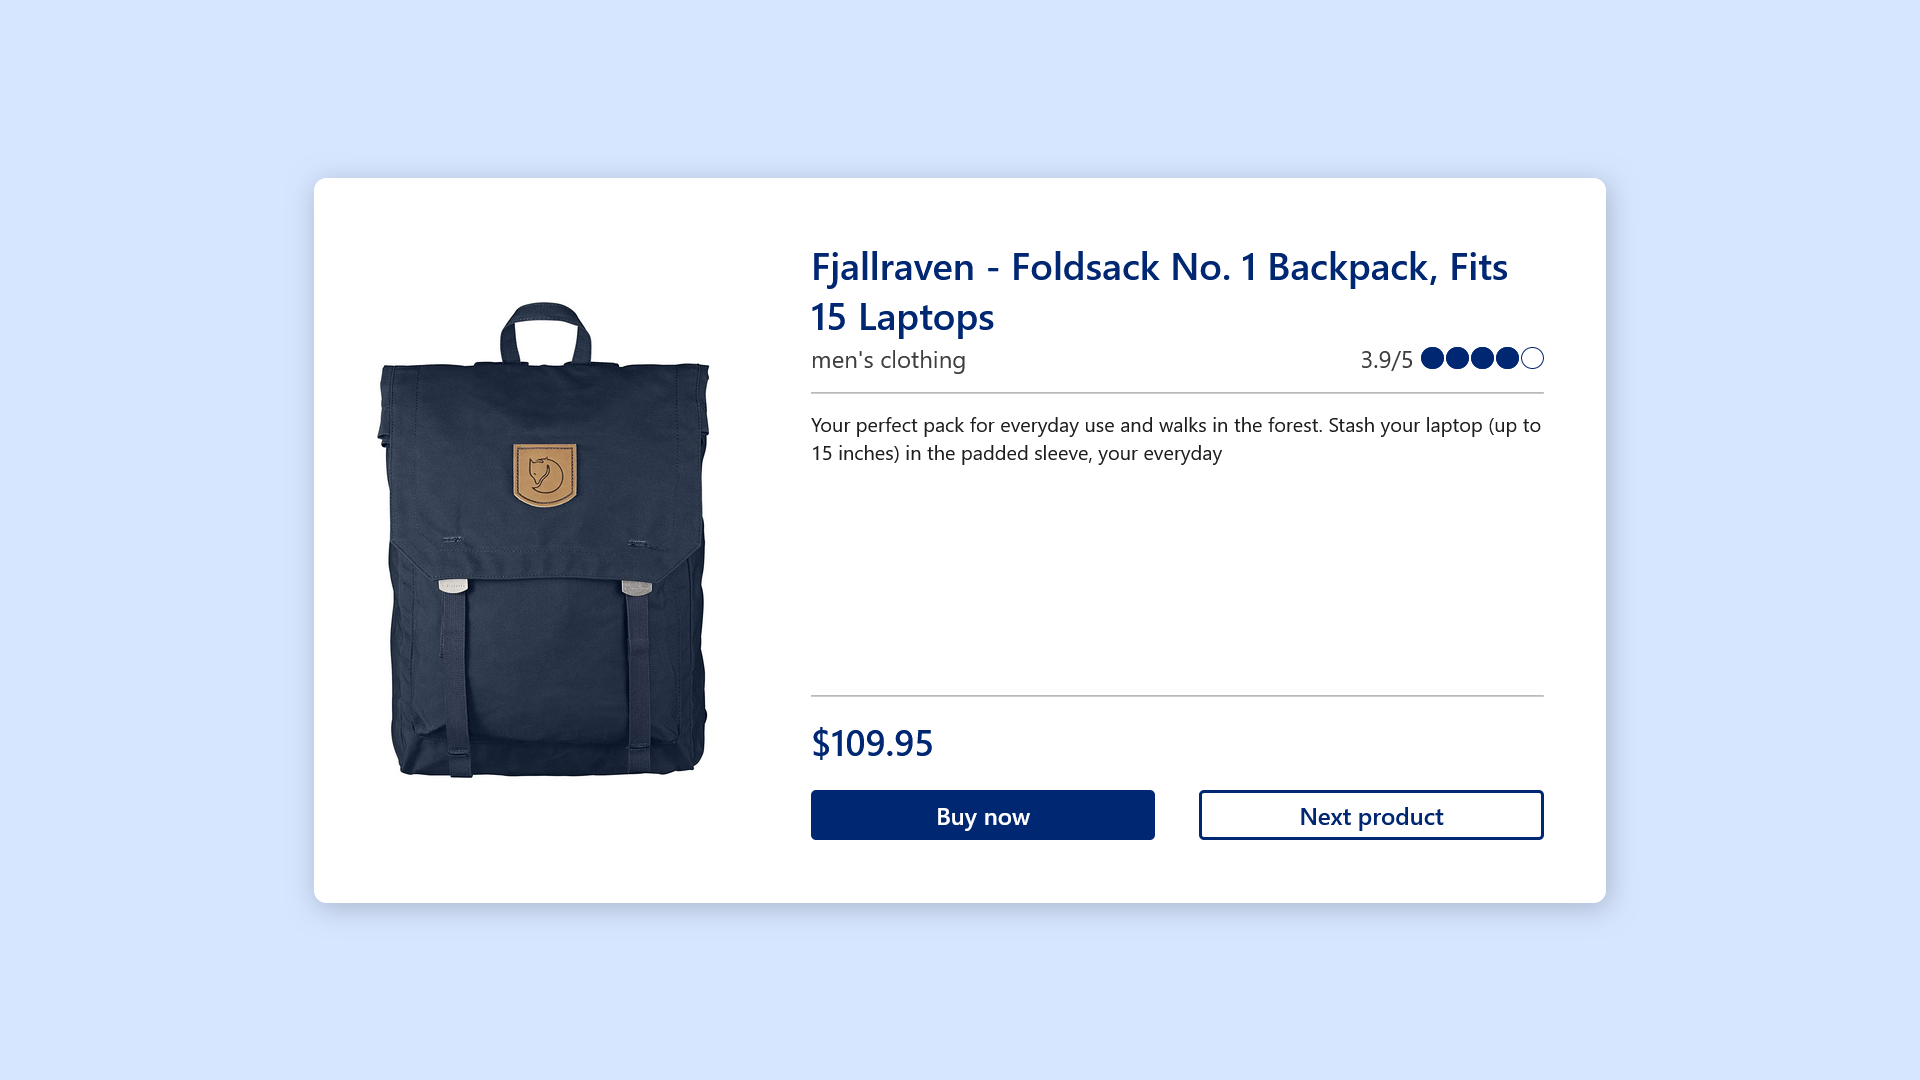 Fjallraven - Foldsack No. 1 Backpack, Fits
15 Laptops
men's clothing
3.9/5
Your perfect pack for everyday use and walks in the forest. Stash your laptop (up to
15 inches) in the padded sleeve, your everyday
$109.95
Buy now
Next product